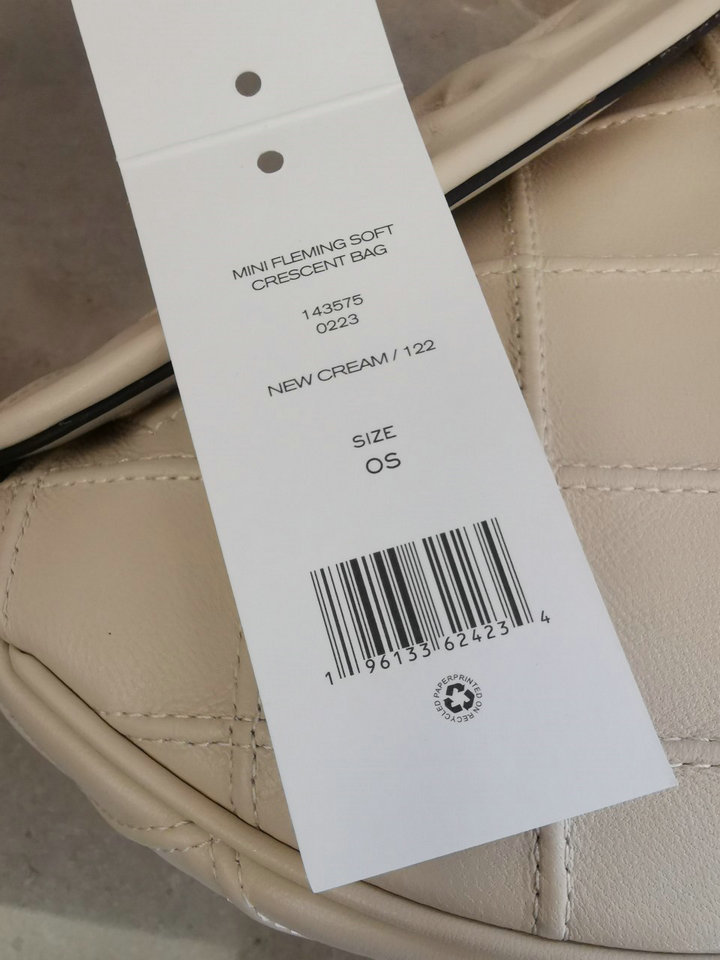 MINI FLEMING SOFT
CRESCENT BAG
143575
0223
NEW CREAM / 122
SIZE
OS
1 96133 62423 4
PRINTED ON RECYCLED PAPER